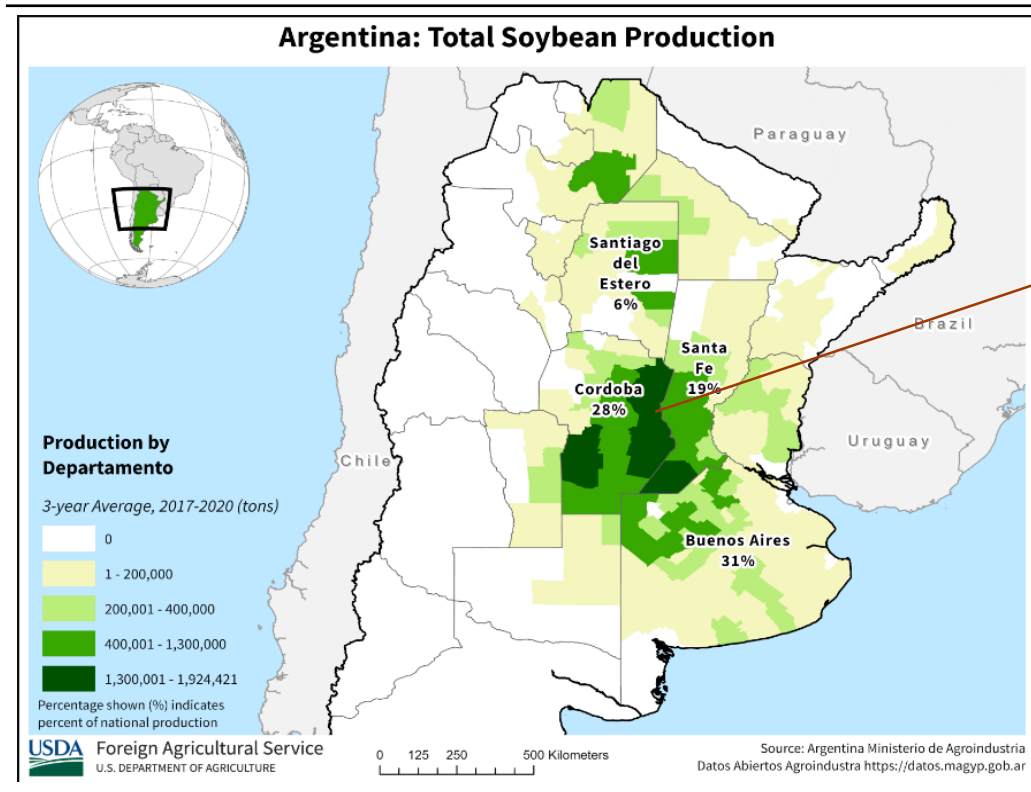 Argentina: Total Soybean Production
Paraguay
Santiago
del
Estero
6%
Brazil
Santa
Fe
19%
Cordoba
28%
Uruguay
Chile
Buenos Aires
31%
Production by
Departamento
3-year Average, 2017-2020 (tons)
0
1 - 200,000
200,001 - 400,000
400,001 - 1,300,000
1,300,001 - 1,924,421
Percentage shown (%) indicates
percent of national production
USDA
Foreign Agricultural Service
U.S. DEPARTMENT OF AGRICULTURE
0 125 250 500 Kilometers
Source: Argentina Ministerio de Agroindustria
Datos Abiertos Agroindustra https://datos.magyp.gob.ar